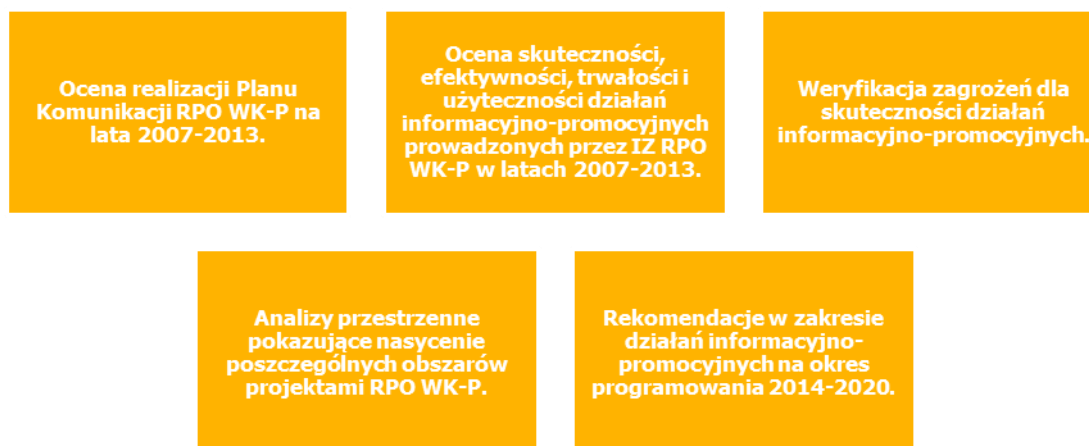 Ocena realizacji Planu
Komunikacji RPO WK-P na
lata 2007-2013.
Ocena skuteczności,
efektywności, trwałości i
użyteczności działań
informacyjno-promocyjnych
prowadzonych przez IZ RPO
WK-P w latach 2007-2013.
Weryfikacja zagrożeń dla
skuteczności działań
informacyjno-promocyjnych.
Analizy przestrzenne
pokazujące nasycenie
poszczególnych obszarów
projektami RPO WK-P.
Rekomendacje w zakresie
działań informacyjno-
promocyjnych na okres
programowania 2014-2020.